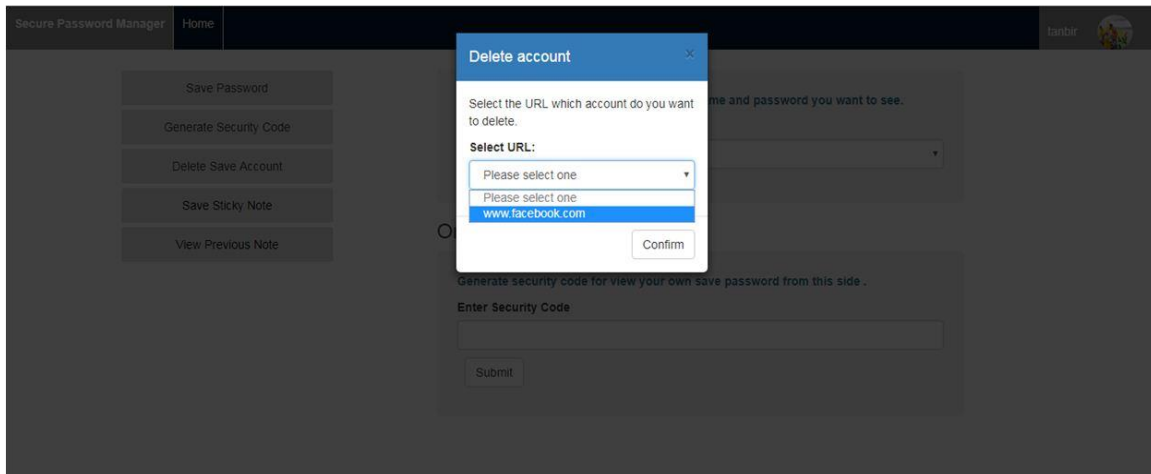 Secure Password Manager Home tanbir
Save Password
Generate Security Code
Delete Save Account
Save Sticky Note
View Previous Note
Delete account ×
Select the URL which account do you want
to delete.
Select URL:
Please select one
Please select one
www.facebook.com
Confirm
me and password you want to see.
Generate security code for view your own save password from this side .
Enter Security Code
Submit